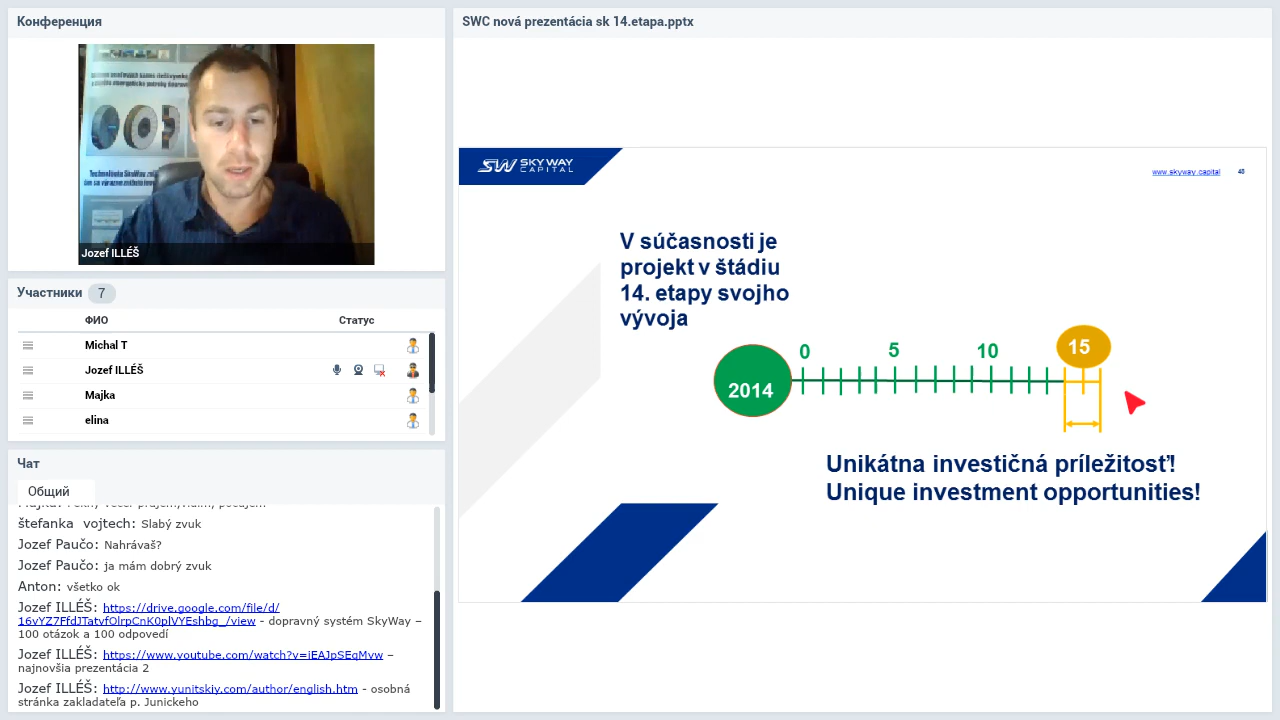 Конференция
Jozef ILLÉŠ
Участники 7
ФИО Статус
Michal T
Jozef ILLÉŠ
Majka
elina
Чат
Общий
štefanka vojtech: Slabý zvuk
Jozef Paučo: Nahrávaš?
Jozef Paučo: ja mám dobrý zvuk
Anton: všetko ok
Jozef ILLÉŠ: https://drive.google.com/file/d/
16vYZ7FfdJTatvfOlrpCnK0plVYEshbg_/view - dopravný systém SkyWay –
100 otázok a 100 odpovedí
Jozef ILLÉŠ: https://www.youtube.com/watch?v=iEAJpSEqMvw –
najnovšia prezentácia 2
Jozef ILLÉŠ: http://www.yunitskiy.com/author/english.htm - osobná
stránka zakladateľa p. Junickeho
SWC nová prezentácia sk 14.etapa.pptx
SW SKY WAY
CAPITAL
www.skyway.capital 48
V súčasnosti je
projekt v štádiu
14. etapy svojho
vývoja
2014
0 5 10 15
Unikátna investičná príležitosť!
Unique investment opportunities!